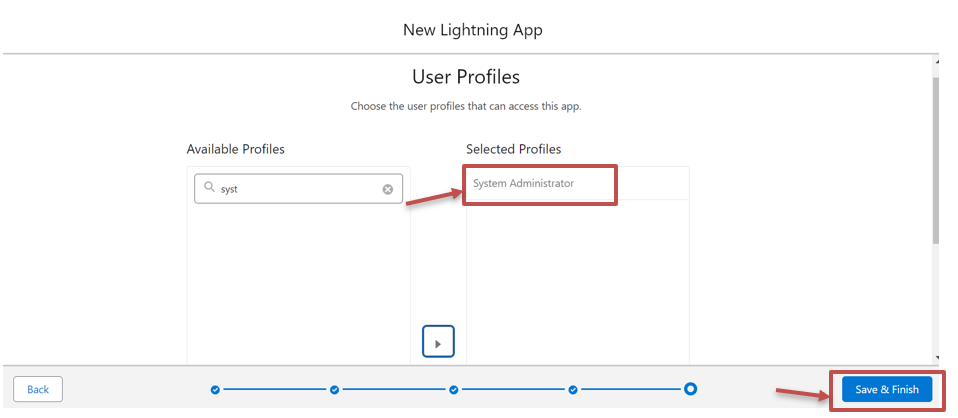 New Lightning App
User Profiles
Choose the user profiles that can access this app.
Available Profiles
Selected Profiles
syst
System Administrator
Back
Save & Finish